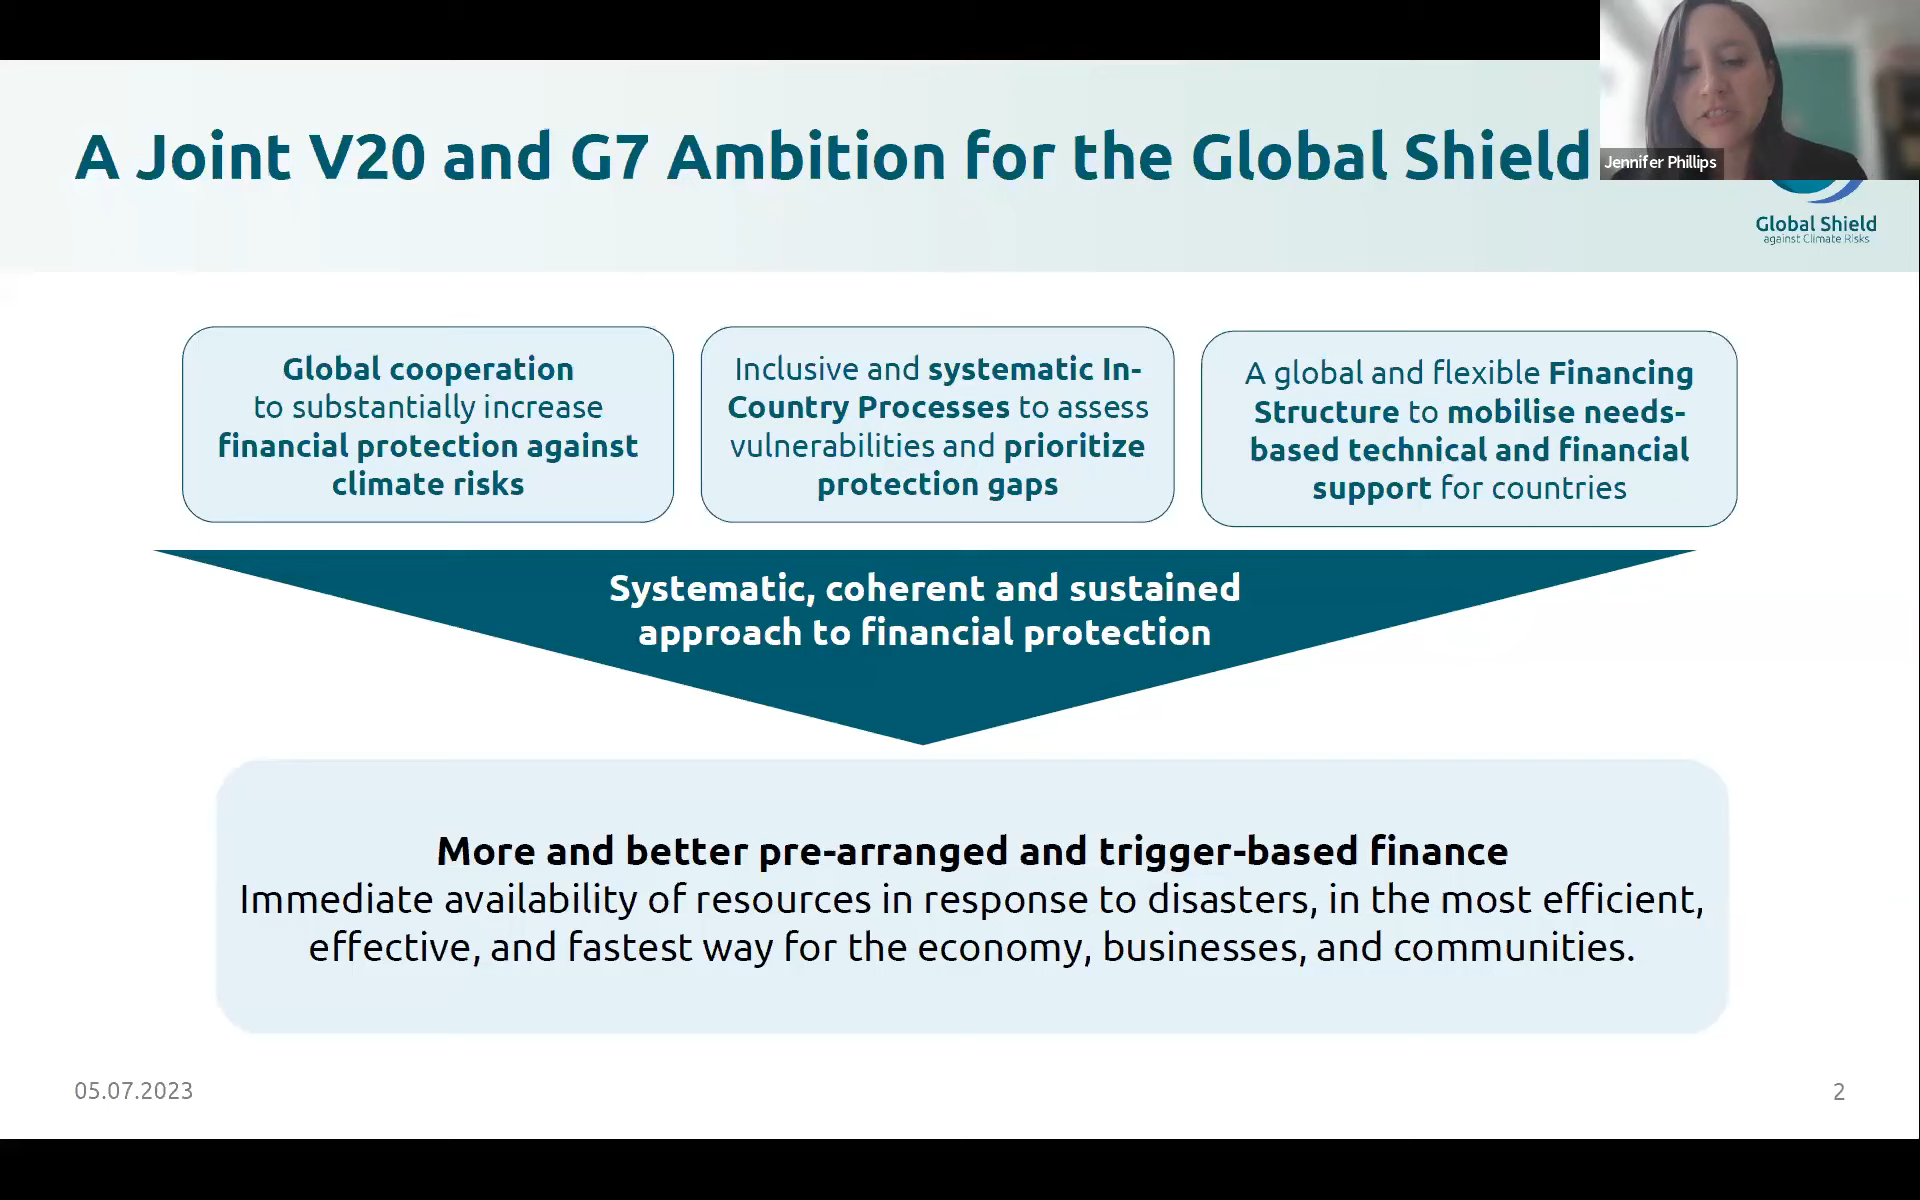 A Joint V20 and G7 Ambition for the Global Shield
Jennifer Phillips
Global Shield
against Climate Risks
Global cooperation
to substantially increase
financial protection against
climate risks
Inclusive and systematic In-
Country Processes to assess
vulnerabilities and prioritize
protection gaps
A global and flexible Financing
Structure to mobilise needs-
based technical and financial
support for countries
Systematic, coherent and sustained
approach to financial protection
More and better pre-arranged and trigger-based finance
Immediate availability of resources in response to disasters, in the most efficient,
effective, and fastest way for the economy, businesses, and communities.
05.07.2023
2